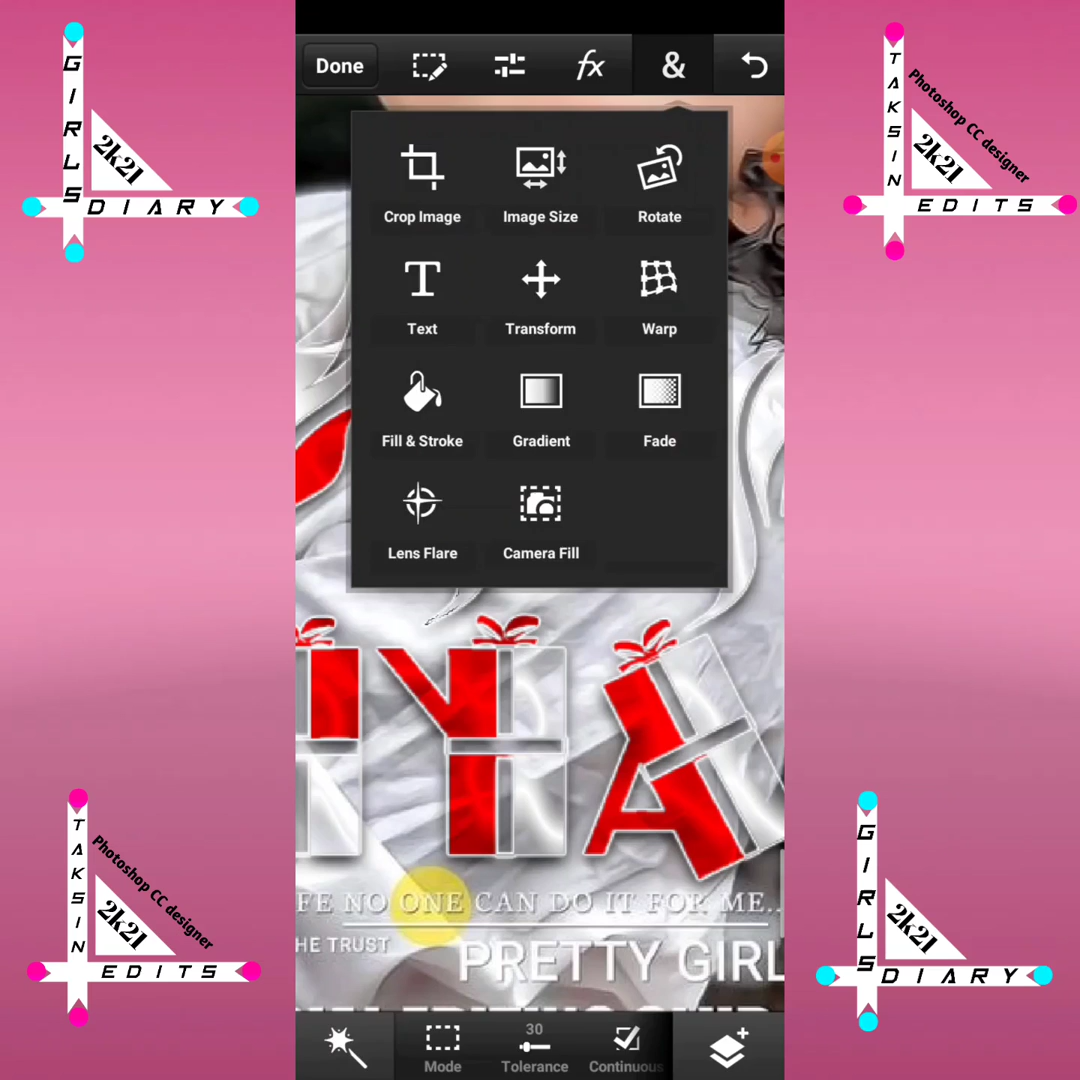 GIRLS
2k21
DIARY
TAKSIN
Photoshop CC designer
2k21
EDITS
Done
fx
&
Crop Image
Image Size
Rotate
Text
Transform
Warp
Fill & Stroke
Gradient
Fade
Lens Flare
Camera Fill
YA
FE NO ONE CAN DO IT FOR ME..
HE TRUST
PRETTY GIRL
30
Mode
Tolerance
Continuous
TAKSIN
Photoshop CC designer
2k21
EDITS
GIRLS
2k21
DIARY